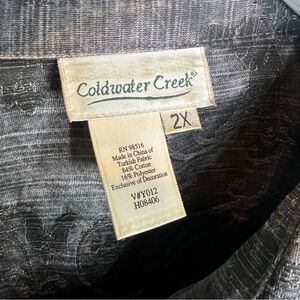 Coldwater Creek®
2X
RN 98516
Made in China of
Turkish Fabric
84% Cotton
16% Polyester
Exclusive of Decoration
V#Y012
H08406